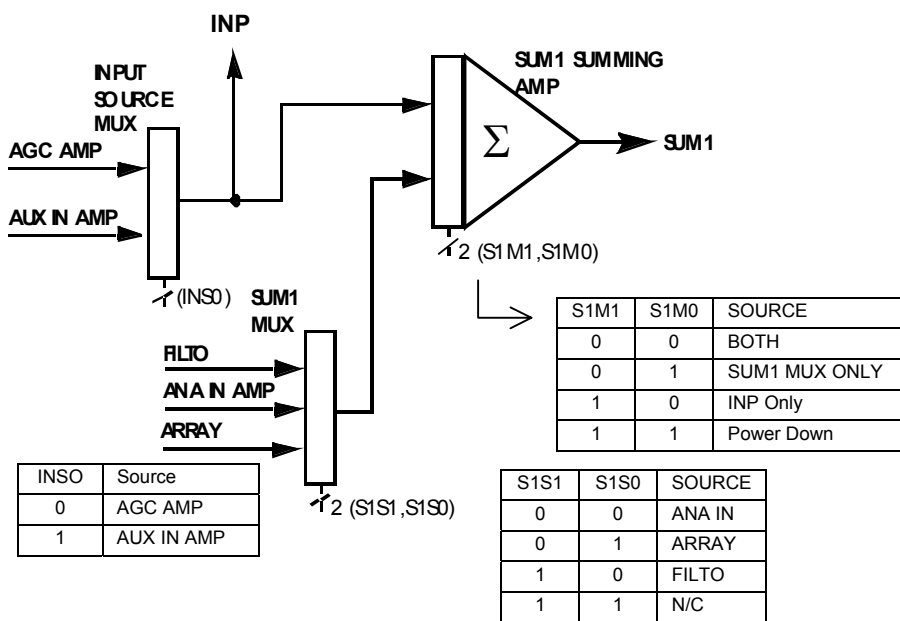 INP
INPUT
SOURCE
MUX
SUM1 SUMMING
AMP
AGC AMP
Σ
SUM1
AUX IN AMP
2 (S1M1,S1M0)
(INS0)
SUM1
MUX
FILTO
ANA IN AMP
ARRAY
2 (S1S1,S1S0)
S1M1 S1M0 SOURCE
0 0 BOTH
0 1 SUM1 MUX ONLY
1 0 INP Only
1 1 Power Down
INSO Source
0 AGC AMP
1 AUX IN AMP
S1S1 S1S0 SOURCE
0 0 ANA IN
0 1 ARRAY
1 0 FILTO
1 1 N/C